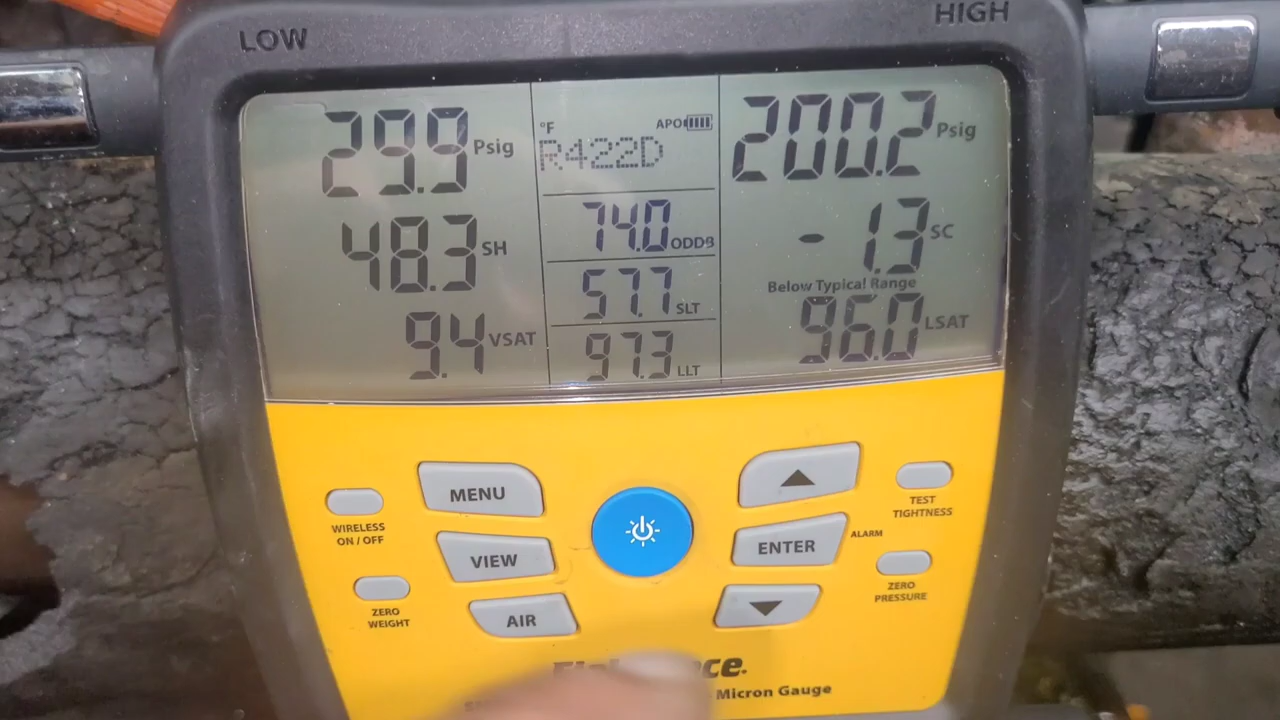 LOW
HIGH
29.9 Psig
48.3 SH
9.4 VSAT
°F
APO
R422D
74.0 ODDB
57.7 SLT
97.3 LLT
200.2 Psig
- 1.3 SC
Below Typical Range
96.0 LSAT
WIRELESS
ON / OFF
ZERO
WEIGHT
MENU
VIEW
AIR
ENTER
ALARM
TEST
TIGHTNESS
ZERO
PRESSURE
Micron Gauge